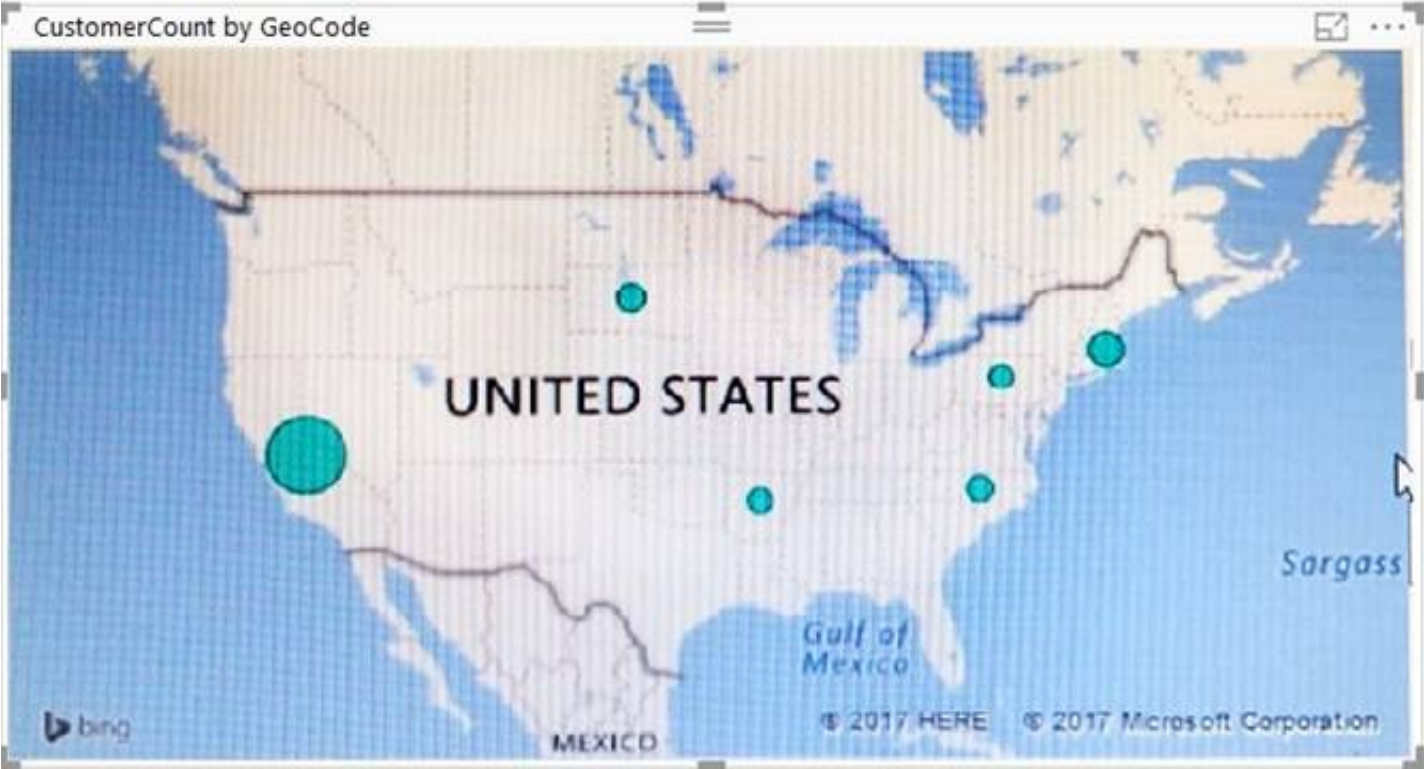 CustomerCount by GeoCode
UNITED STATES
Sargass
Gulf of
Mexico
bing
© 2017 HERE © 2017 Microsoft Corporation
MEXICO